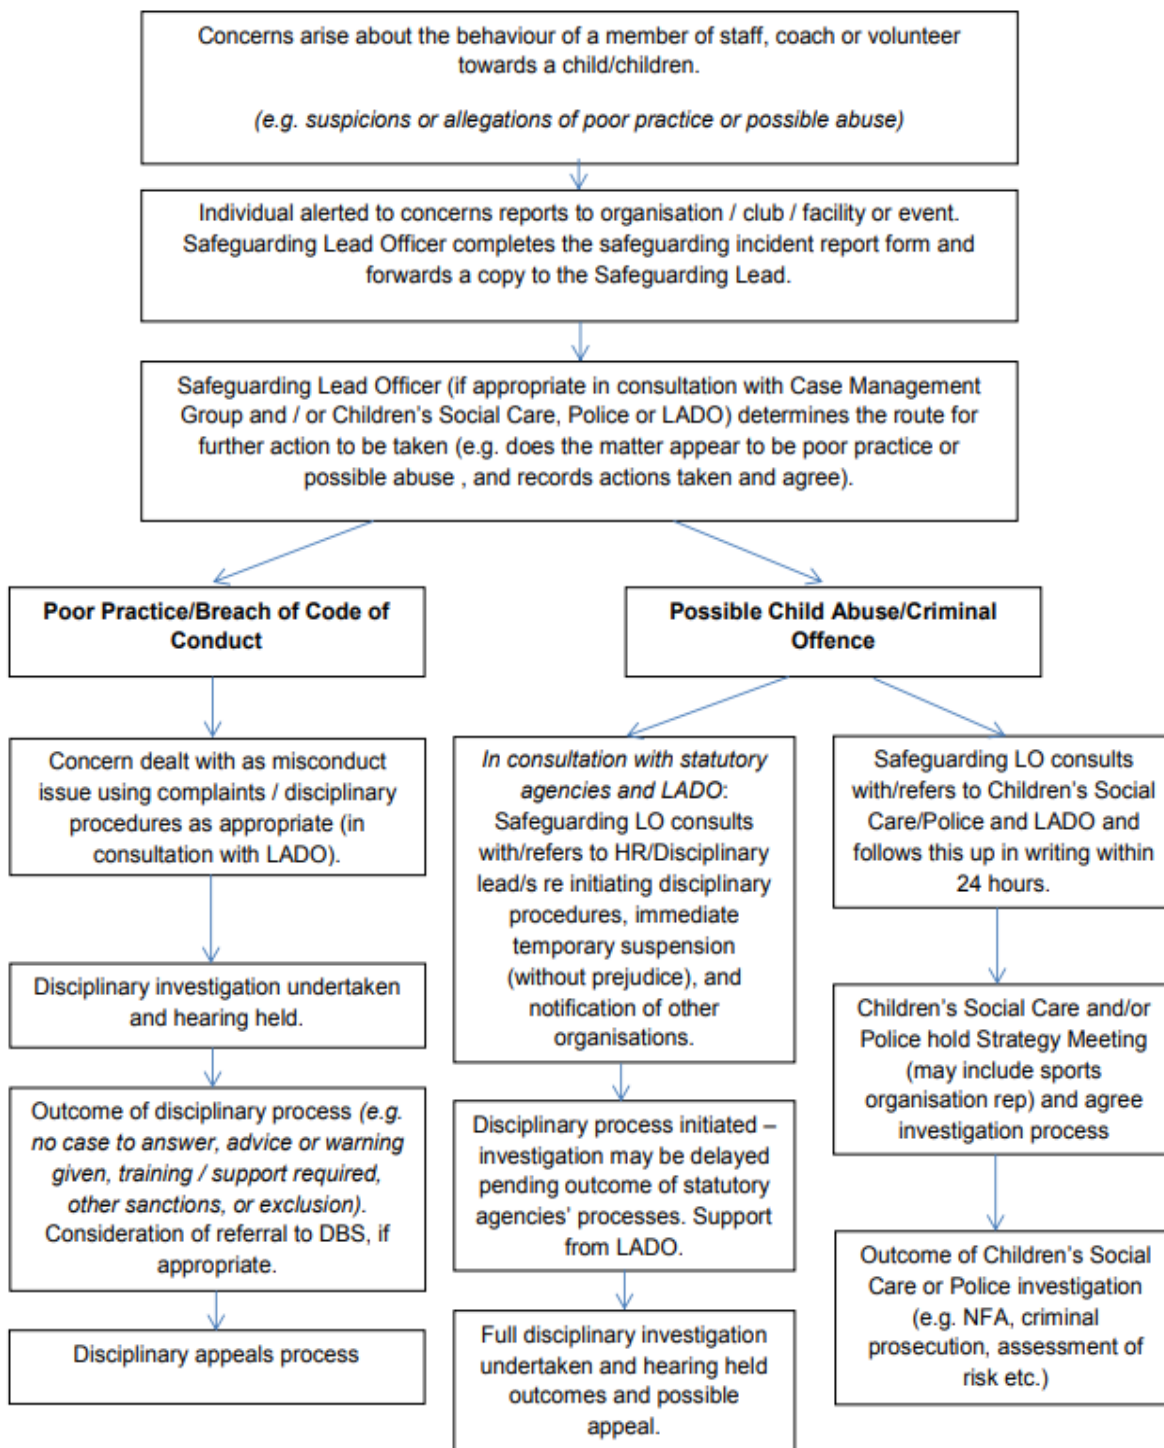 Concerns arise about the behaviour of a member of staff, coach or volunteer
towards a child/children.
(e.g. suspicions or allegations of poor practice or possible abuse)
Individual alerted to concerns reports to organisation / club / facility or event.
Safeguarding Lead Officer completes the safeguarding incident report form and
forwards a copy to the Safeguarding Lead.
Safeguarding Lead Officer (if appropriate in consultation with Case Management
Group and / or Children's Social Care, Police or LADO) determines the route for
further action to be taken (e.g. does the matter appear to be poor practice or
possible abuse , and records actions taken and agree).
Poor Practice/Breach of Code of
Conduct
Possible Child Abuse/Criminal
Offence
Concern dealt with as misconduct
issue using complaints / disciplinary
procedures as appropriate (in
consultation with LADO).
Disciplinary investigation undertaken
and hearing held.
Outcome of disciplinary process (e.g.
no case to answer, advice or warning
given, training / support required,
other sanctions, or exclusion).
Consideration of referral to DBS, if
appropriate.
Disciplinary appeals process
In consultation with statutory
agencies and LADO:
Safeguarding LO consults
with/refers to HR/Disciplinary
lead/s re initiating disciplinary
procedures, immediate
temporary suspension
(without prejudice), and
notification of other
organisations.
Disciplinary process initiated –
investigation may be delayed
pending outcome of statutory
agencies' processes. Support
from LADO.
Full disciplinary investigation
undertaken and hearing held
outcomes and possible
appeal.
Safeguarding LO consults
with/refers to Children's Social
Care/Police and LADO and
follows this up in writing within
24 hours.
Children's Social Care and/or
Police hold Strategy Meeting
(may include sports
organisation rep) and agree
investigation process
Outcome of Children's Social
Care or Police investigation
(e.g. NFA, criminal
prosecution, assessment of
risk etc.)